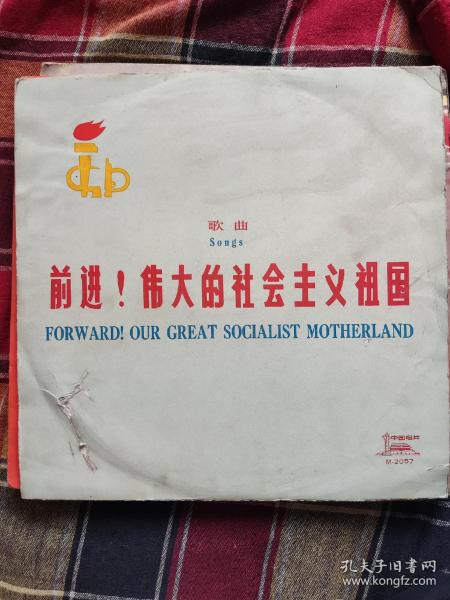 歌曲
Songs
前进！伟大的社会主义祖国
FORWARD! OUR GREAT SOCIALIST MOTHERLAND
中国唱片
M-2057
孔夫子旧书网
www.kongfz.com